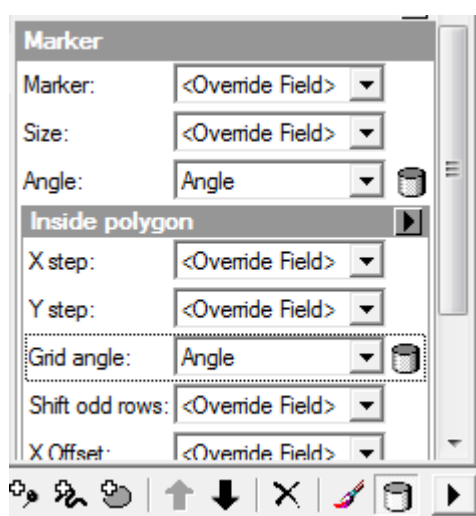 Marker
Marker: <Override Field>
Size: <Override Field>
Angle: Angle
Inside polygon
X step: <Override Field>
Y step: <Override Field>
Grid angle: Angle
Shift odd rows: <Override Field>
X Offset: <Override Field>